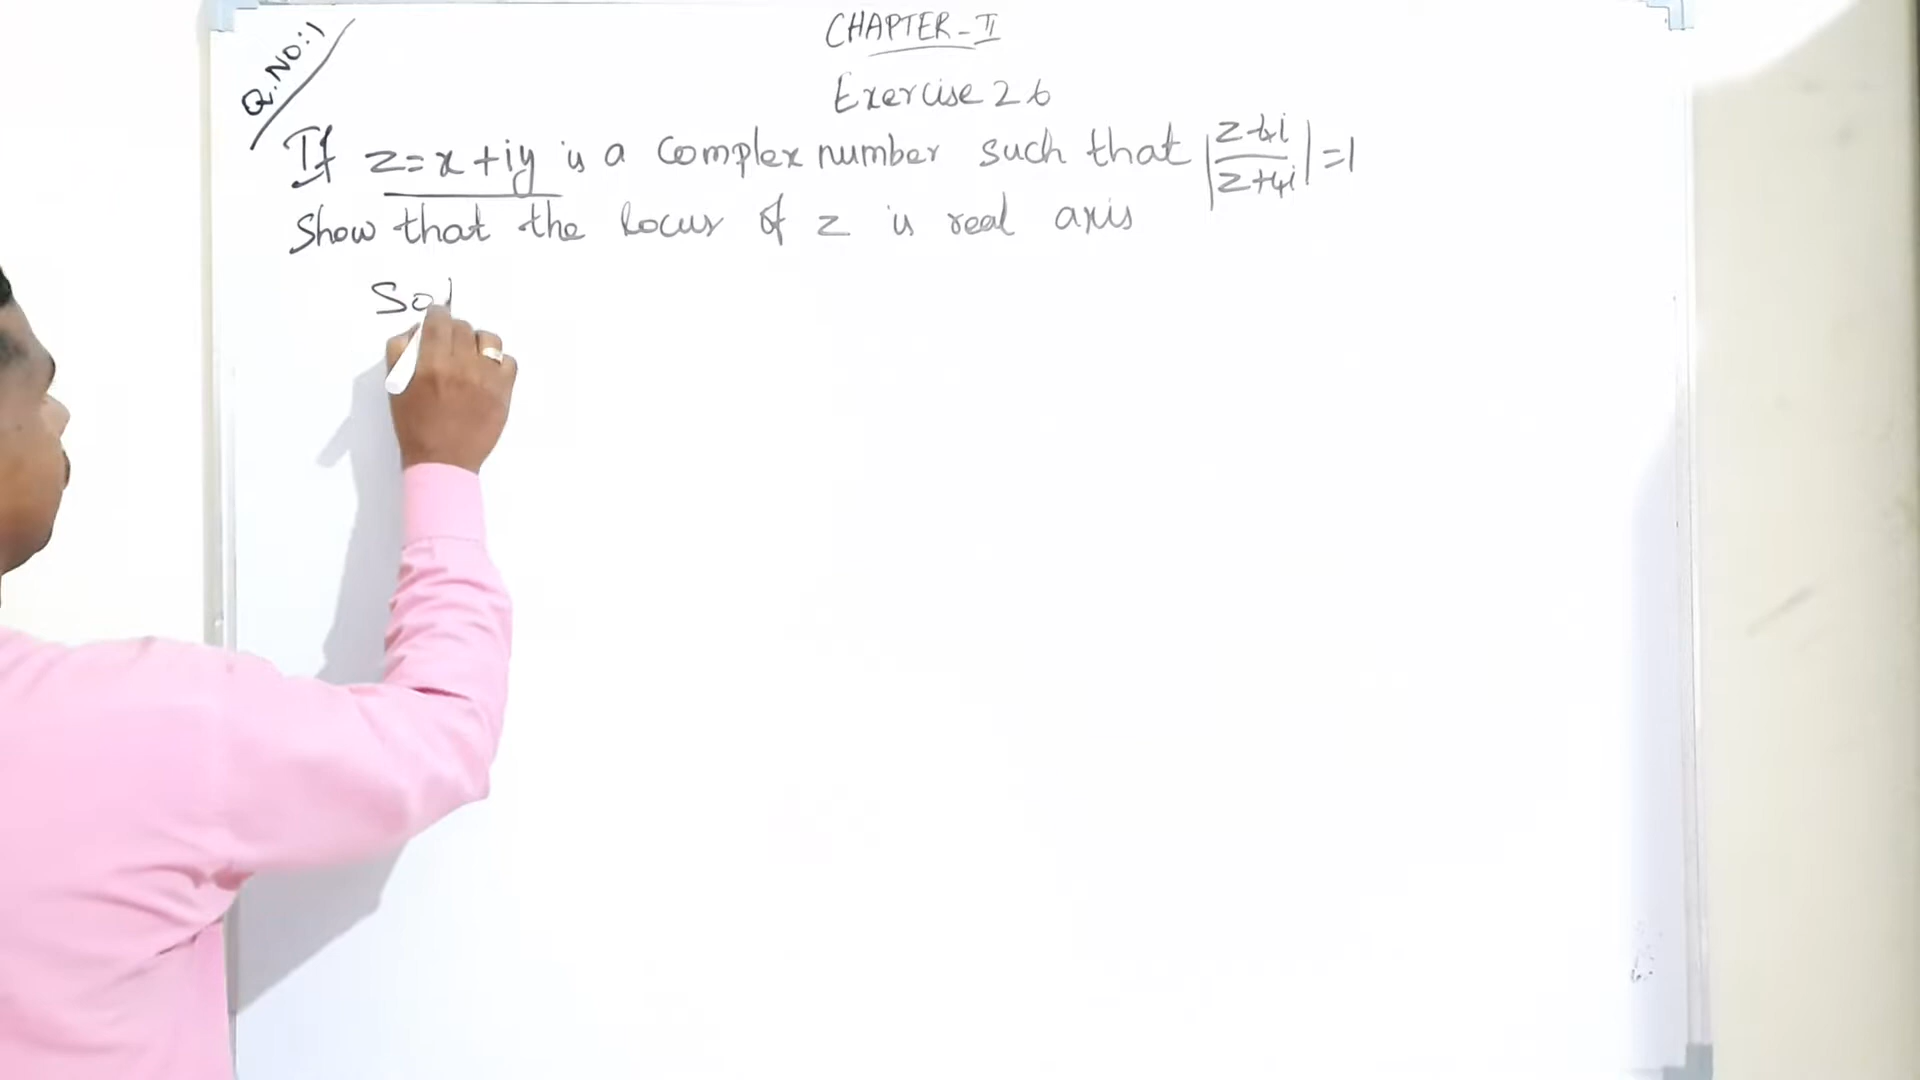 CHAPTER-II
Exercise 2.6
Q.NO:1
If z=x+iy is a complex number such that |z-4i/z+4i|=1
Show that the locus of z is real axis
Sol